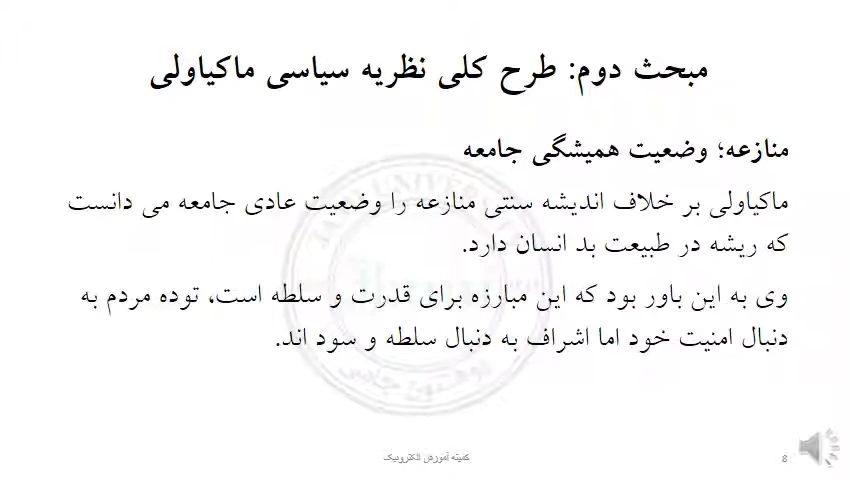 مبحث دوم: طرح کلی نظریه سیاسی ماکیاولی
منازعه؛ وضعیت همیشگی جامعه
ماکیاولی بر خلاف اندیشه سنتی منازعه را وضعیت عادی جامعه می دانست
که ریشه در طبیعت بد انسان دارد.
وی به این باور بود که این مبارزه برای قدرت و سلطه است، توده مردم به
دنبال امنیت خود اما اشراف به دنبال سلطه و سود اند.
کمیته آموزش الکترونیک
8